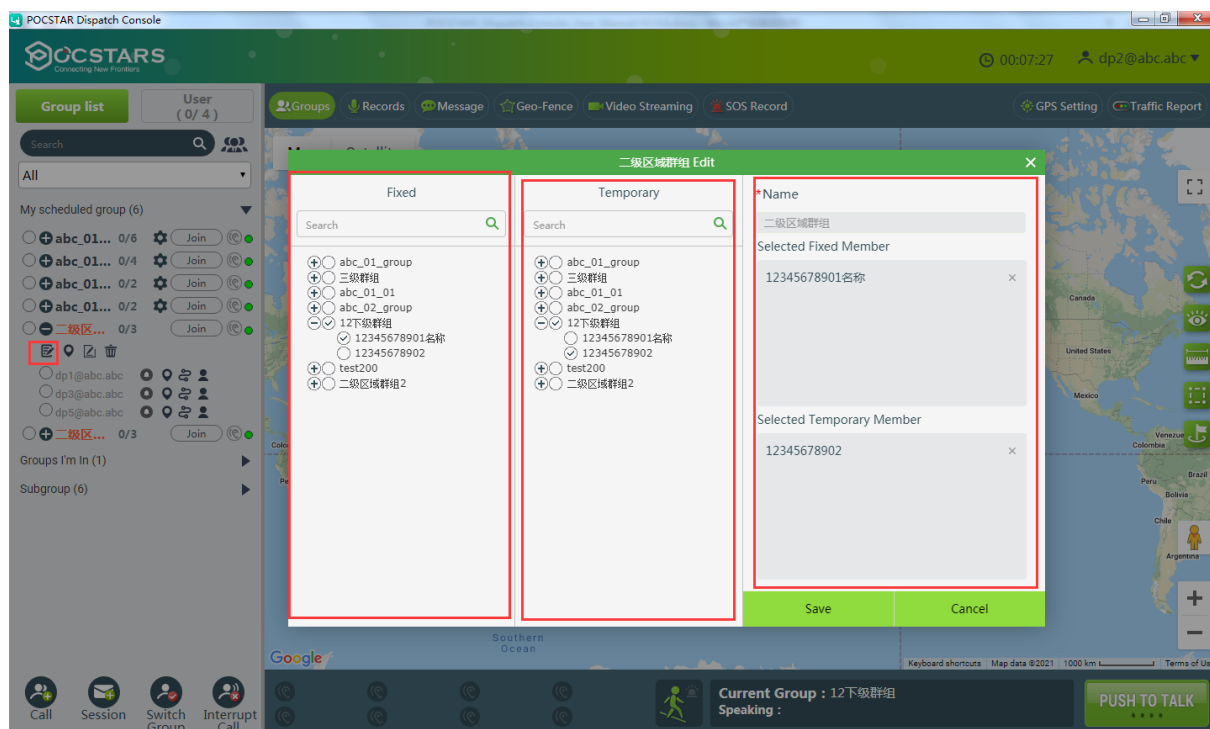 POCSTAR Dispatch Console
POCSTARS
Connecting New Frontiers
00:07:27
dp2@abc.abc
Group list
User
( 0/ 4 )
Groups
Records
Message
Geo-Fence
Video Streaming
SOS Record
GPS Setting
Traffic Report
Search
All
My scheduled group (6)
abc_01... 0/6 Join
abc_01... 0/4 Join
abc_01... 0/2 Join
abc_01... 0/2 Join
二级区... 0/3 Join
dp1@abc.abc
dp3@abc.abc
dp5@abc.abc
二级区... 0/3 Join
Groups I'm In (1)
Subgroup (6)
二级区域群组 Edit
Fixed
Search
abc_01_group
三级群组
abc_01_01
abc_02_group
12下级群组
12345678901名称
12345678902
test200
二级区域群组2
Temporary
Search
abc_01_group
三级群组
abc_01_01
abc_02_group
12下级群组
12345678901名称
12345678902
test200
二级区域群组2
*Name
二级区域群组
Selected Fixed Member
12345678901名称
Selected Temporary Member
12345678902
Save
Cancel
Canada
United States
Mexico
Colombia
Peru
Brazil
Bolivia
Chile
Argentina
Southern
Ocean
Google
Keyboard shortcuts
Map data ©2021
1000 km
Terms of Us
Call
Session
Switch
Group
Interrupt
Call
Current Group : 12下级群组
Speaking :
PUSH TO TALK